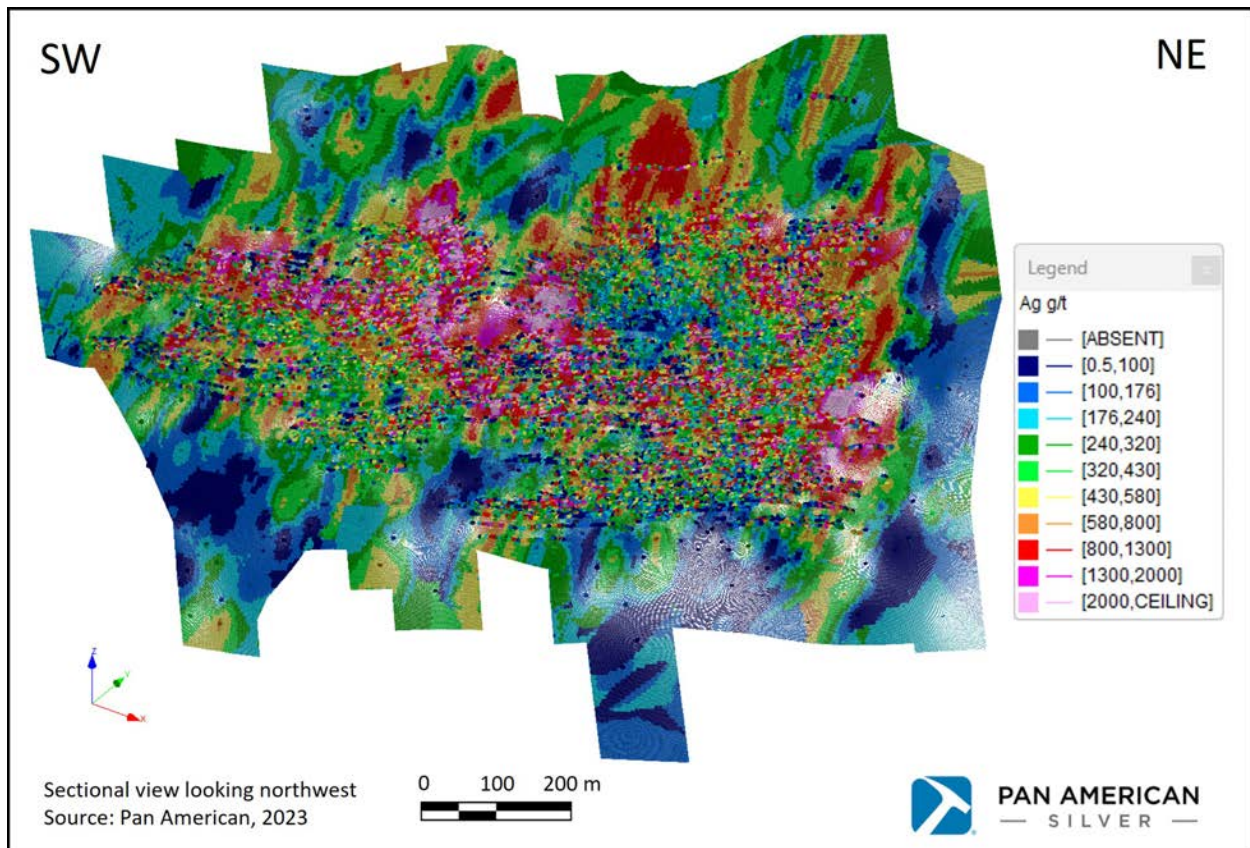 SW
NE
Legend
Ag g/t
[ABSENT]
[0.5,100]
[100,176]
[176,240]
[240,320]
[320,430]
[430,580]
[580,800]
[800,1300]
[1300,2000]
[2000,CEILING]
Z
Y
X
Sectional view looking northwest
Source: Pan American, 2023
0 100 200 m
PAN AMERICAN
— SILVER —